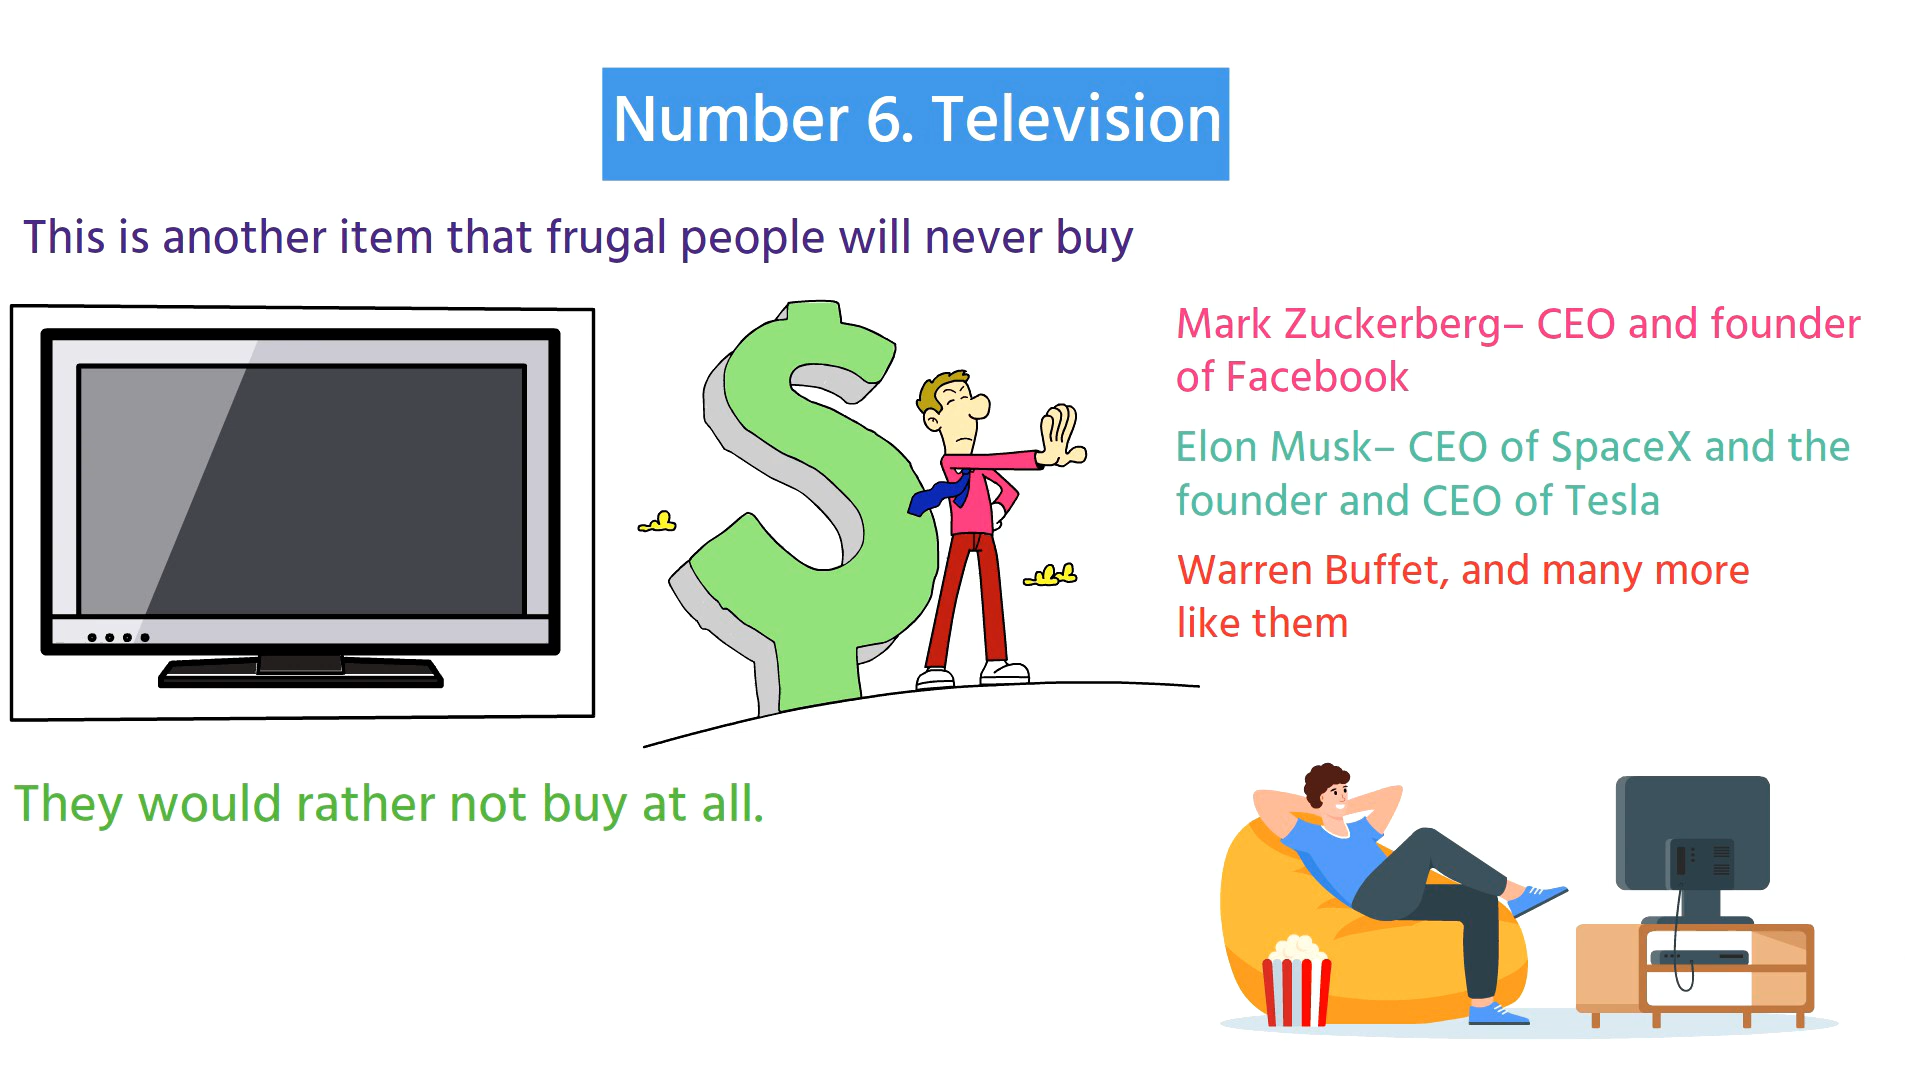 Number 6. Television
This is another item that frugal people will never buy
Mark Zuckerberg– CEO and founder
of Facebook
Elon Musk– CEO of SpaceX and the
founder and CEO of Tesla
Warren Buffet, and many more
like them
They would rather not buy at all.